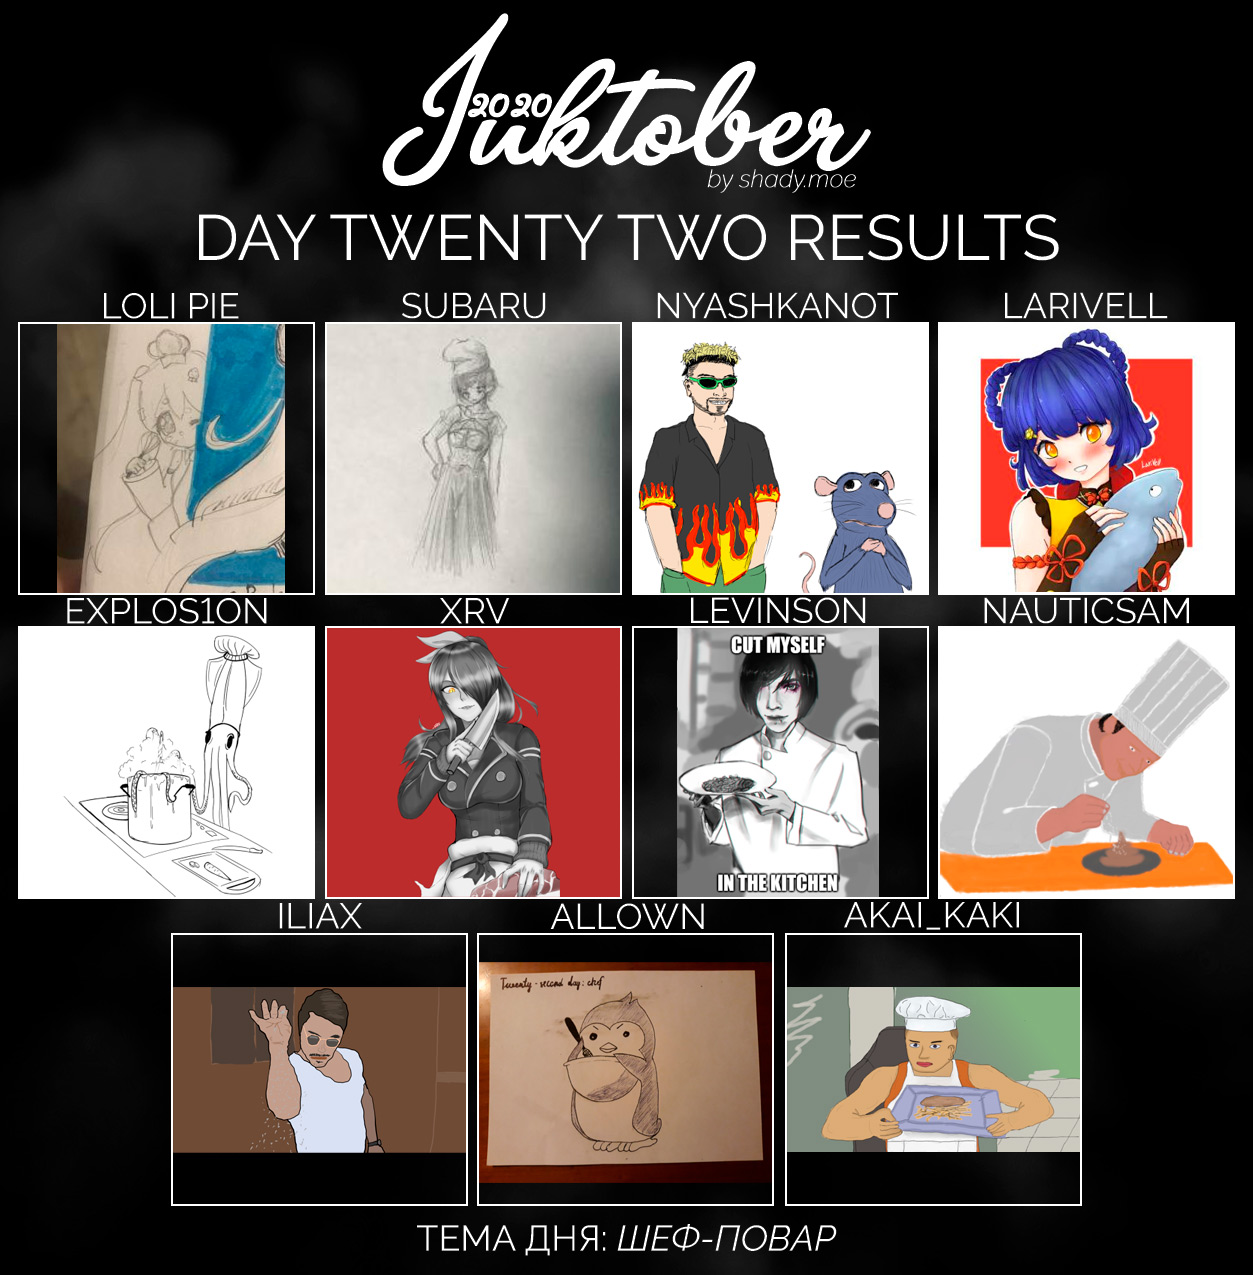 Juktober
2020
by shady.moe
DAY TWENTY TWO RESULTS
LOLI PIE
SUBARU
NYASHKANOT
LARIVELL
LariVell
EXPLOS1ON
XRV
LEVINSON
NAUTICSAM
CUT MYSELF
IN THE KITCHEN
ILIAX
ALLOWN
AKAI_KAKI
Twenty-second day: chef
ТЕМА ДНЯ: ШЕФ-ПОВАР